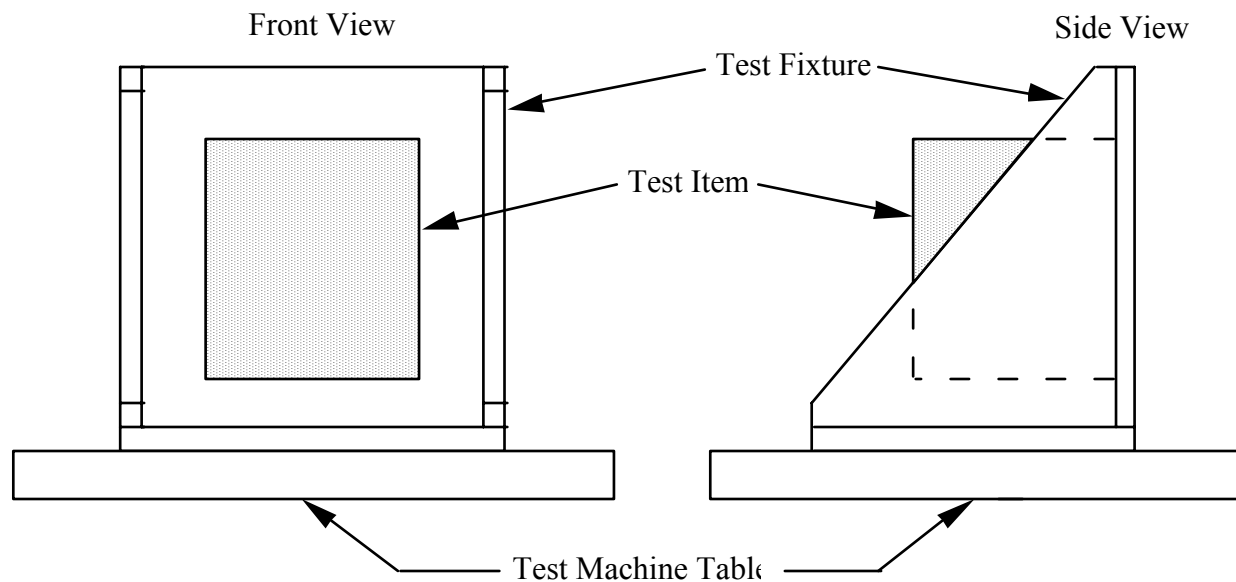 Front View
Side View
Test Fixture
Test Item
Test Machine Table